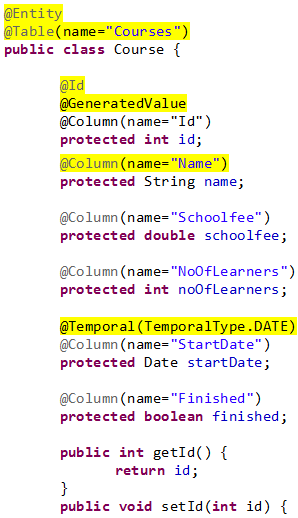 @Entity
@Table(name="Courses")
public class Course {
@Id
@GeneratedValue
@Column(name="Id")
protected int id;
@Column(name="Name")
protected String name;
@Column(name="Schoolfee")
protected double schoolfee;
@Column(name="NoOfLearners")
protected int noOfLearners;
@Temporal(TemporalType.DATE)
@Column(name="StartDate")
protected Date startDate;
@Column(name="Finished")
protected boolean finished;
public int getId() {
return id;
}
public void setId(int id) {